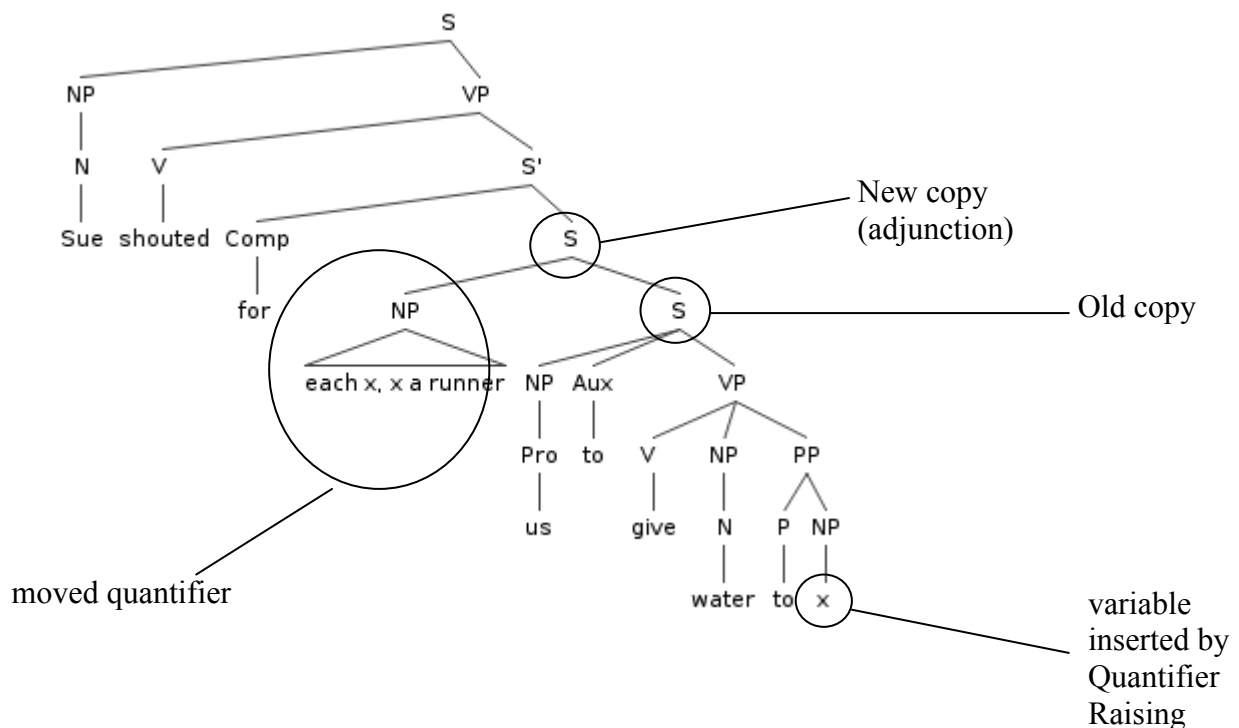 S
NP VP
N V S'
Sue shouted Comp S
New copy
(adjunction)
for NP S
Old copy
each x, x a runner NP Aux VP
Pro to V NP PP
us give N P NP
moved quantifier
water to x
variable
inserted by
Quantifier
Raising